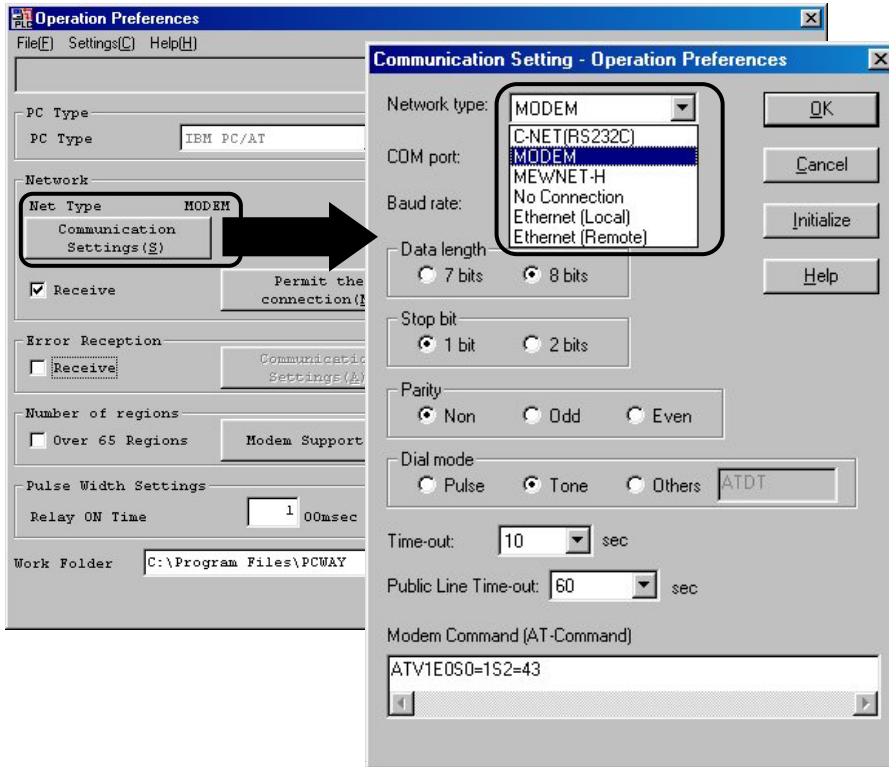 PLC Operation Preferences
File(F) Settings(C) Help(H)
PC Type
PC Type IBM PC/AT
Network
Net Type MODEM
Communication
Settings(S)
Receive
Permit the
connection(
Error Reception
Receive
Communicatio
Settings(A)
Number of regions
Over 65 Regions Modem Support
Pulse Width Settings
Relay ON Time 1 00msec
Work Folder C:\Program Files\PCWAY
Communication Setting - Operation Preferences
Network type: MODEM
C-NET(RS232C)
MODEM
MEWNET-H
No Connection
Ethernet (Local)
Ethernet (Remote)
COM port:
Baud rate:
Data length
7 bits 8 bits
Stop bit
1 bit 2 bits
Parity
Non Odd Even
Dial mode
Pulse Tone Others ATDT
Time-out: 10 sec
Public Line Time-out: 60 sec
Modem Command (AT-Command)
ATV1E0S0=1S2=43
OK
Cancel
Initialize
Help